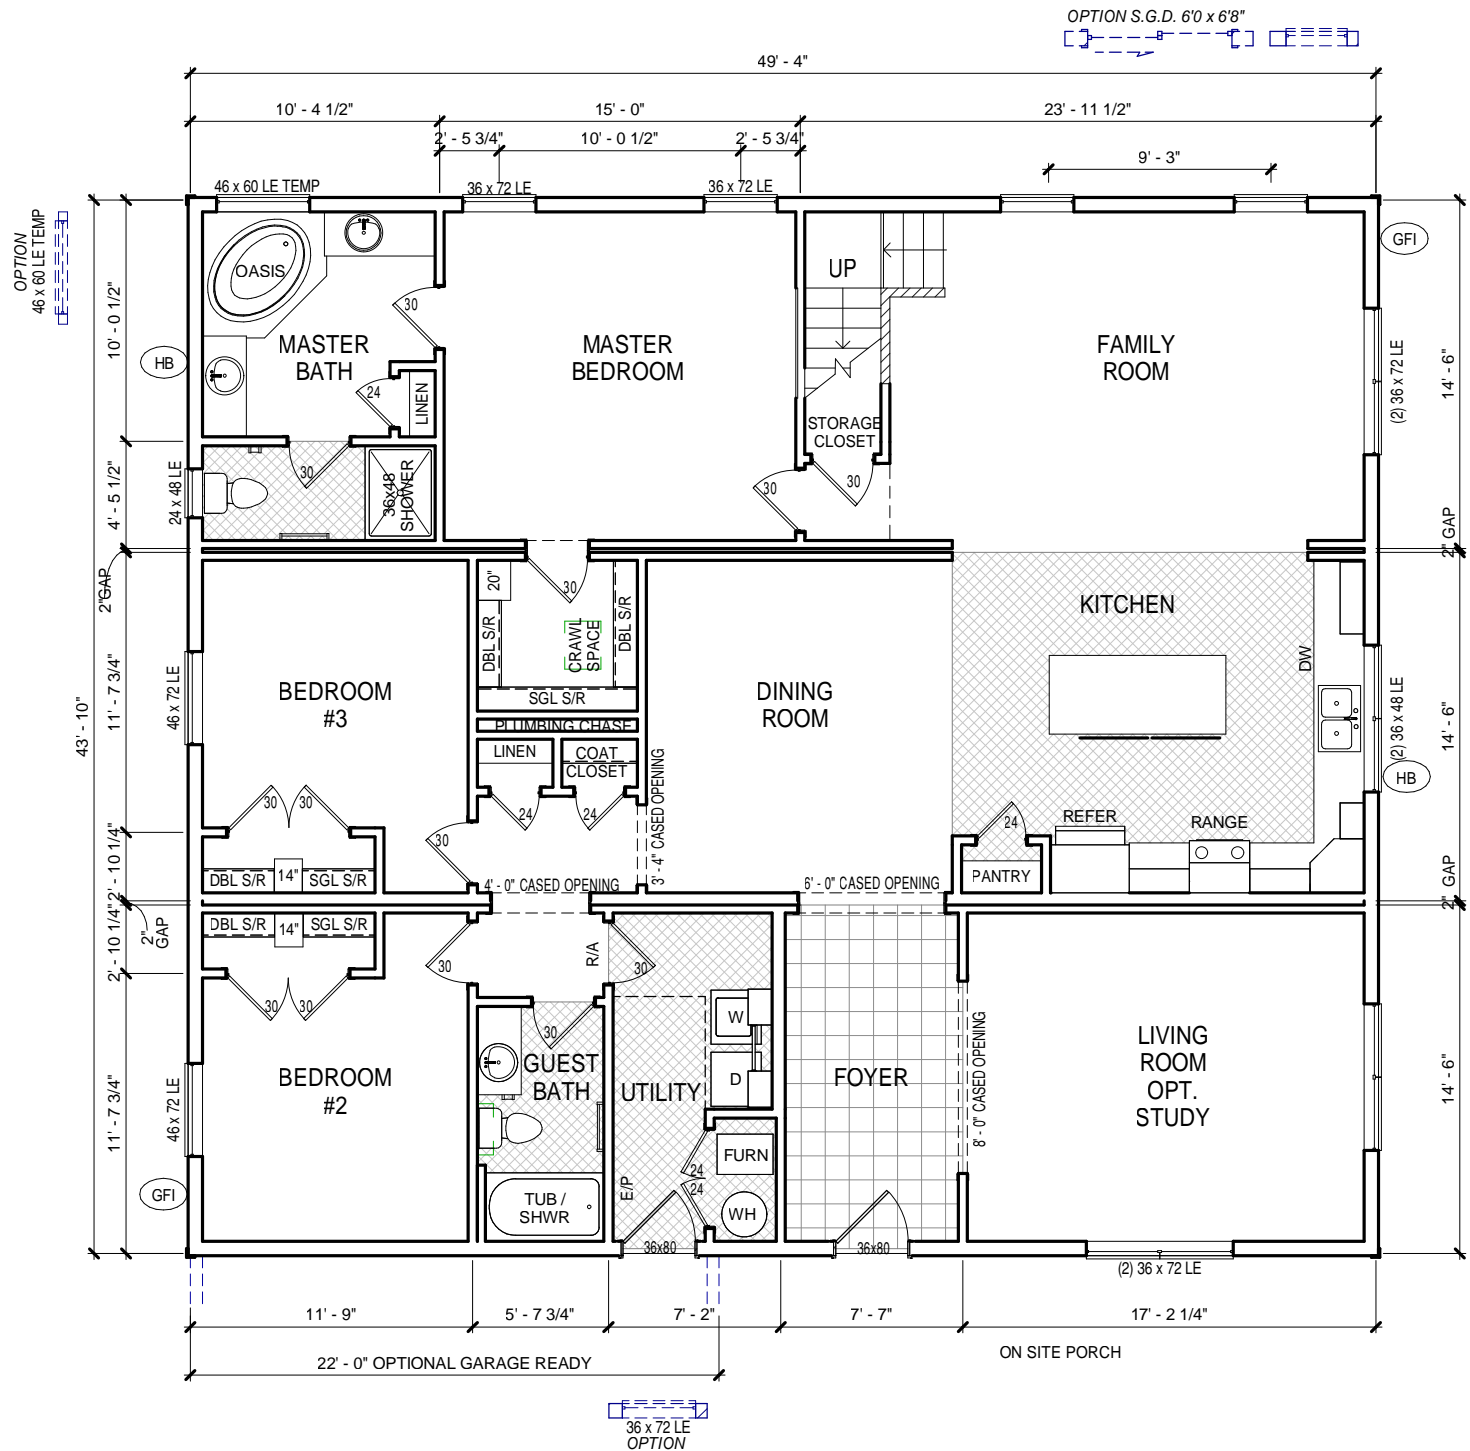 OPTION S.G.D. 6'0 x 6'8"
49' - 4"
10' - 4 1/2"
15' - 0"
23' - 11 1/2"
2' - 5 3/4"
10' - 0 1/2"
2' - 5 3/4"
9' - 3"
46 x 60 LE TEMP
36 x 72 LE
36 x 72 LE
OPTION
46 x 60 LE TEMP
GFI
OASIS
UP
10' - 0 1/2"
30
HB
MASTER
BATH
MASTER
BEDROOM
FAMILY
ROOM
(2) 36 x 72 LE
14' - 6"
24
LINEN
STORAGE
CLOSET
30
36x48
SHOWER
30
30
24 x 48 LE
4' - 5 1/2"
2" GAP
2" GAP
20"
30
DBL S/R
CRAWL
SPACE
DBL S/R
SGL S/R
KITCHEN
DW
BEDROOM
#3
DINING
ROOM
46 x 72 LE
11' - 7 3/4"
43' - 10"
(2) 36 x 48 LE
14' - 6"
HB
PLUMBING CHASE
LINEN
COAT
CLOSET
24
24
3' - 4" CASED OPENING
30
30
30
24
REFER
RANGE
PANTRY
DBL S/R
14"
SGL S/R
2' - 10 1/4"
4' - 0" CASED OPENING
6' - 0" CASED OPENING
2" GAP
DBL S/R
14"
SGL S/R
2' - 10 1/4"
2"
GAP
30
R/A
30
30
30
30
W
D
BEDROOM
#2
GUEST
BATH
UTILITY
FOYER
8' - 0" CASED OPENING
LIVING
ROOM
OPT.
STUDY
14' - 6"
46 x 72 LE
11' - 7 3/4"
GFI
E/P
24
24
FURN
WH
TUB /
SHWR
36x80
36x80
(2) 36 x 72 LE
11' - 9"
5' - 7 3/4"
7' - 2"
7' - 7"
17' - 2 1/4"
22' - 0" OPTIONAL GARAGE READY
ON SITE PORCH
36 x 72 LE
OPTION